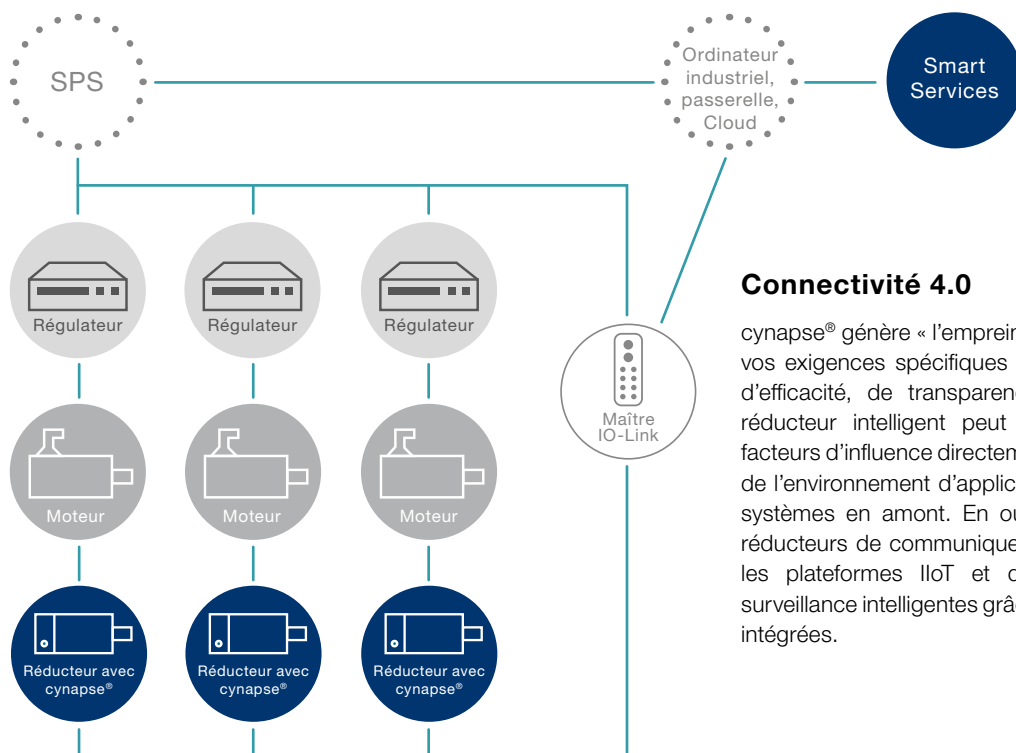 SPS
Ordinateur
industriel,
passerelle,
Cloud
Smart
Services
Régulateur
Régulateur
Régulateur
Maître
IO-Link
Moteur
Moteur
Moteur
Réducteur avec
cynapse®
Réducteur avec
cynapse®
Réducteur avec
cynapse®
Connectivité 4.0
cynapse® génère « l’emprein
vos exigences spécifiques
d’efficacité, de transparenc
réducteur intelligent peut
facteurs d’influence directem
de l’environnement d’applic
systèmes en amont. En ou
réducteurs de communique
les plateformes IIoT et d
surveillance intelligentes grâ
intégrées.